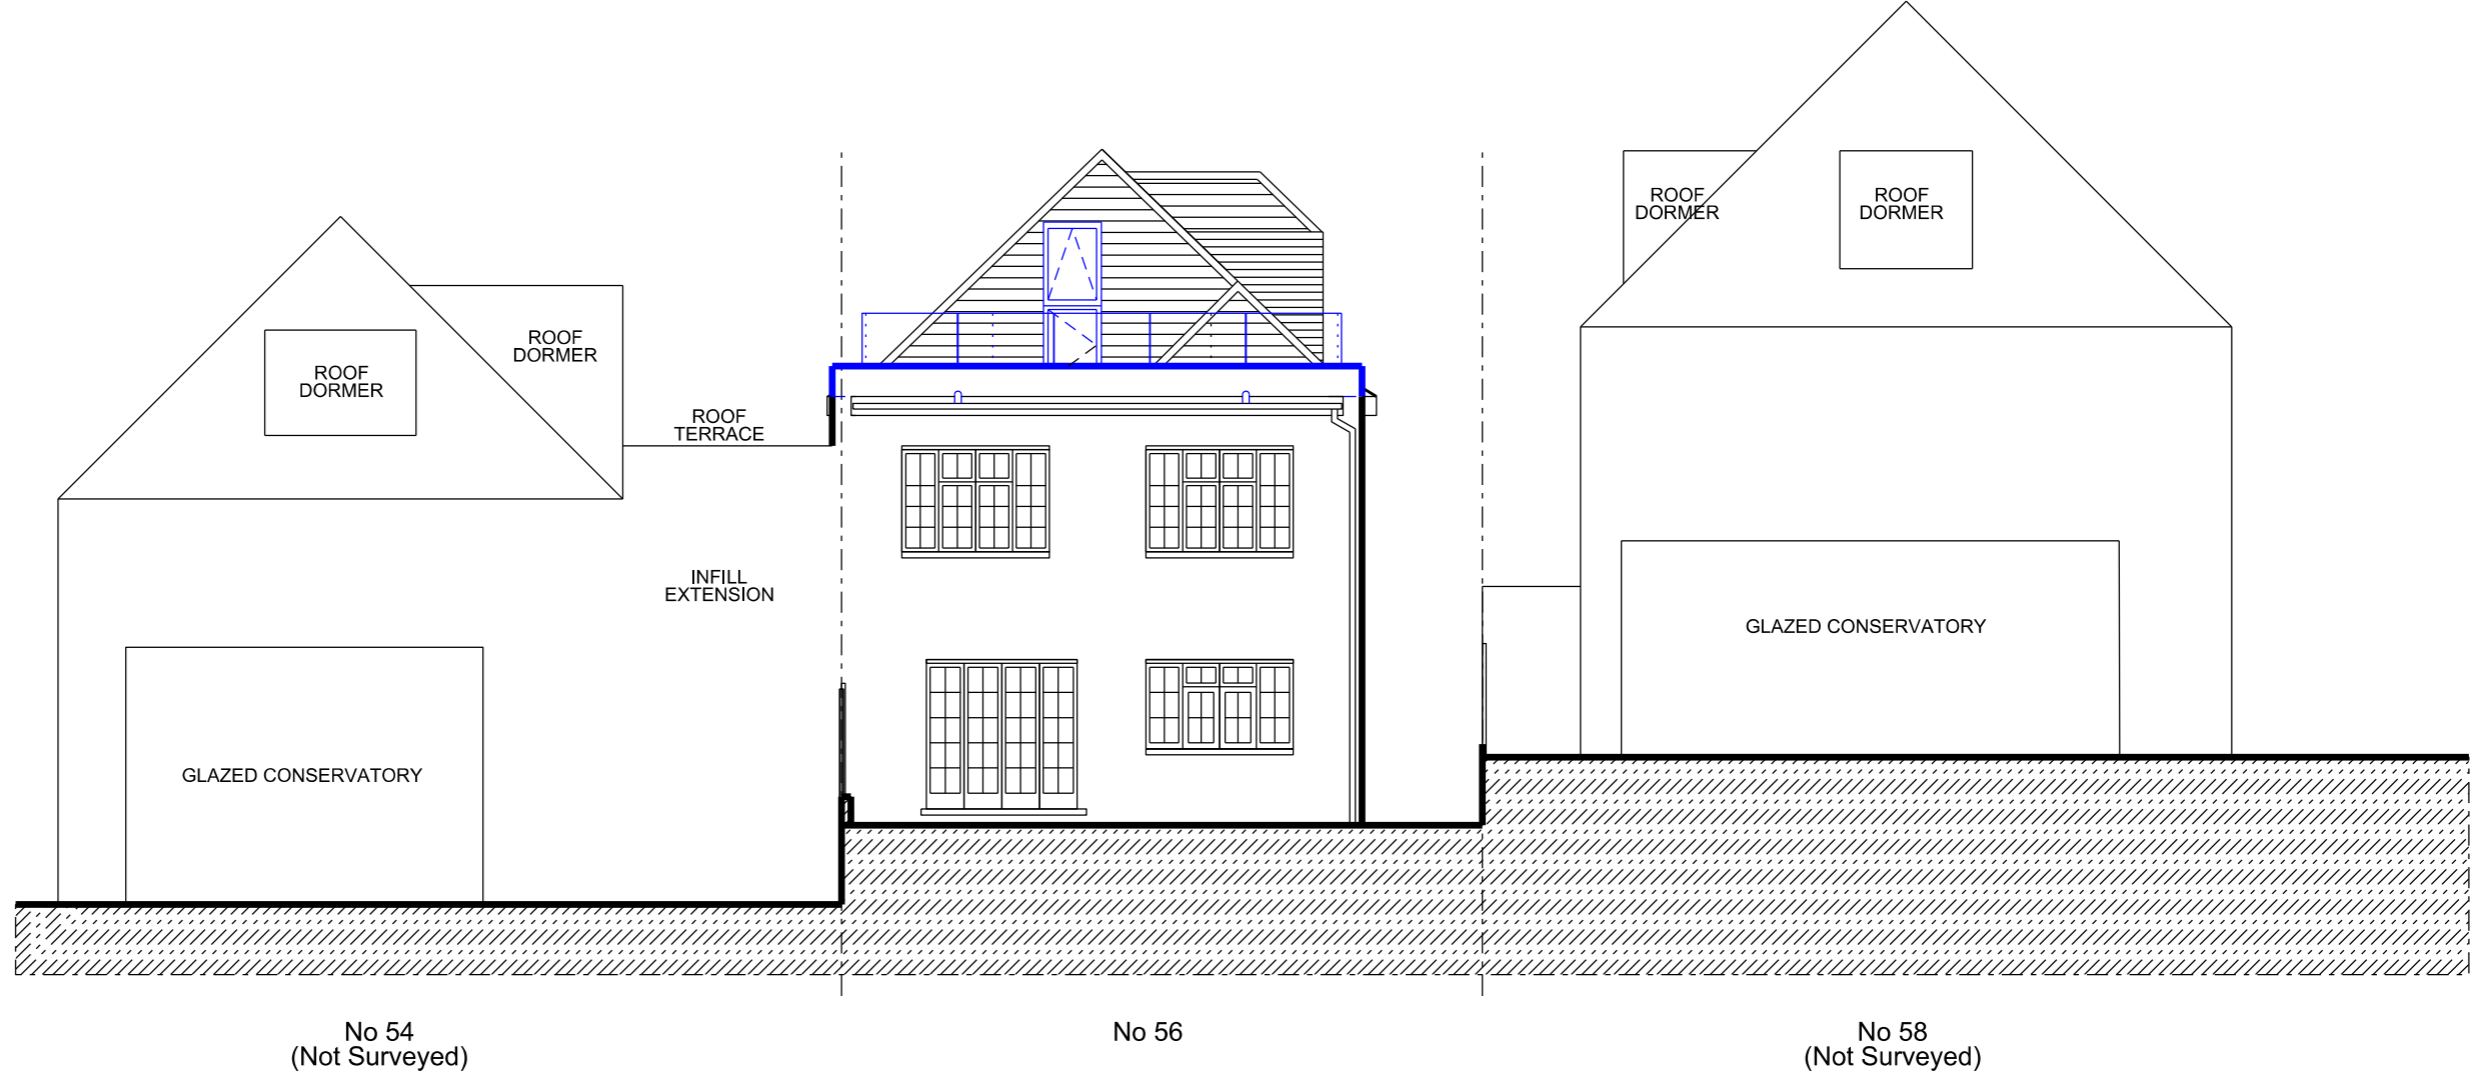 ROOF
DORMER
ROOF
DORMER
ROOF
DORMER
ROOF
DORMER
ROOF
TERRACE
INFILL
EXTENSION
GLAZED CONSERVATORY
GLAZED CONSERVATORY
No 54
(Not Surveyed)
No 56
No 58
(Not Surveyed)